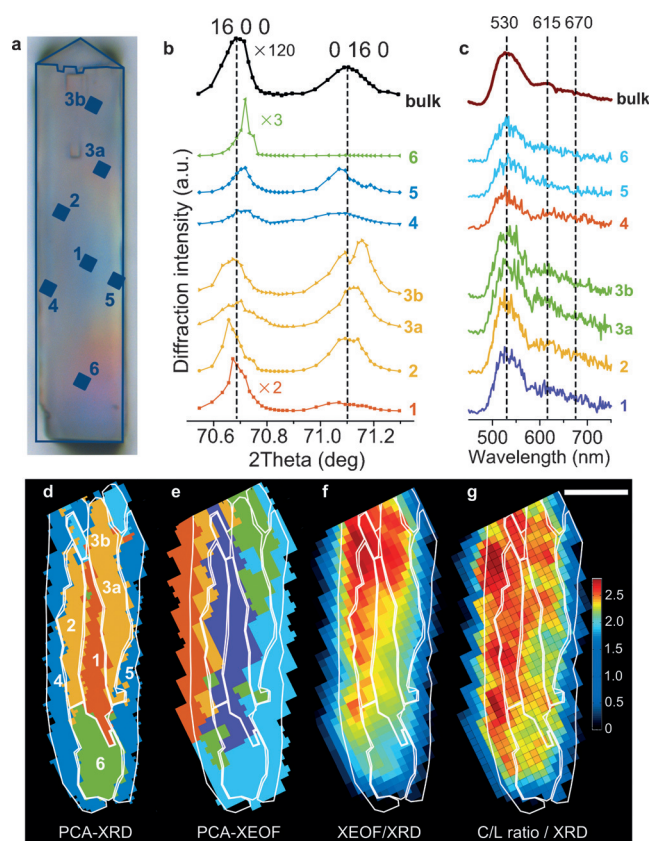 a
3b
3a
2
1
4
5
6
b
16 0 0
0 16 0
×120
bulk
×3
6
5
4
3b
3a
2
×2
1
Diffraction intensity (a.u.)
70.6 70.8 71.0 71.2
2Theta (deg)
c
530 615 670
bulk
6
5
4
3b
3a
2
1
500 600 700
Wavelength (nm)
d
3b
3a
2
1
4
5
6
PCA-XRD
e
PCA-XEOF
f
XEOF/XRD
g
2.5
2.0
1.5
1.0
0.5
0
C/L ratio / XRD